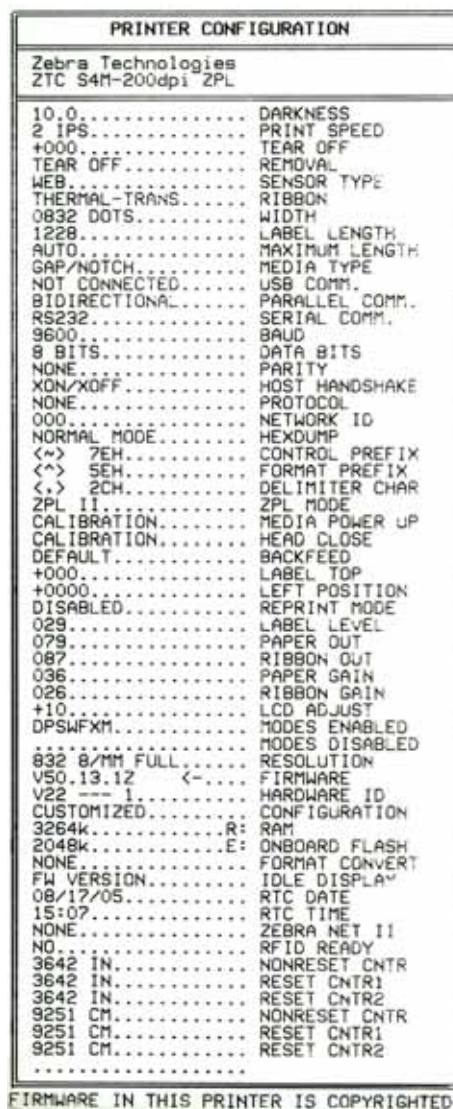 PRINTER CONFIGURATION
Zebra Technologies
ZTC S4M-200dpi ZPL
10.0............... DARKNESS
2 IPS.............. PRINT SPEED
+000............... TEAR OFF
TEAR OFF........... REMOVAL
WEB................ SENSOR TYPE
THERMAL-TRANS...... RIBBON
0832 DOTS.......... WIDTH
1228............... LABEL LENGTH
AUTO............... MAXIMUM LENGTH
GAP/NOTCH.......... MEDIA TYPE
NOT CONNECTED...... USB COMM.
BIDIRECTIONAL...... PARALLEL COMM.
RS232.............. SERIAL COMM.
9600............... BAUD
8 BITS............. DATA BITS
NONE............... PARITY
XON/XOFF........... HOST HANDSHAKE
NONE............... PROTOCOL
000................ NETWORK ID
NORMAL MODE........ HEXDUMP
<~> 7EH............ CONTROL PREFIX
<^> 5EH............ FORMAT PREFIX
<,> 2CH............ DELIMITER CHAR
ZPL II............. ZPL MODE
CALIBRATION........ MEDIA POWER UP
CALIBRATION........ HEAD CLOSE
DEFAULT............ BACKFEED
+000............... LABEL TOP
+0000.............. LEFT POSITION
DISABLED........... REPRINT MODE
029................ LABEL LEVEL
079................ PAPER OUT
087................ RIBBON OUT
036................ PAPER GAIN
026................ RIBBON GAIN
+10................ LCD ADJUST
DPSWFXM............ MODES ENABLED
................... MODES DISABLED
832 8/MM FULL...... RESOLUTION
V50.13.1Z <-.... FIRMWARE
V22 --- 1.......... HARDWARE ID
CUSTOMIZED......... CONFIGURATION
3264k............R: RAM
2048k............E: ONBOARD FLASH
NONE............... FORMAT CONVERT
FW VERSION......... IDLE DISPLAY
08/17/05........... RTC DATE
15:07.............. RTC TIME
NONE............... ZEBRA NET II
NO................. RFID READY
3642 IN............ NONRESET CNTR
3642 IN............ RESET CNTR1
3642 IN............ RESET CNTR2
9251 CM............ NONRESET CNTR
9251 CM............ RESET CNTR1
9251 CM............ RESET CNTR2
...................
FIRMWARE IN THIS PRINTER IS COPYRIGHTED